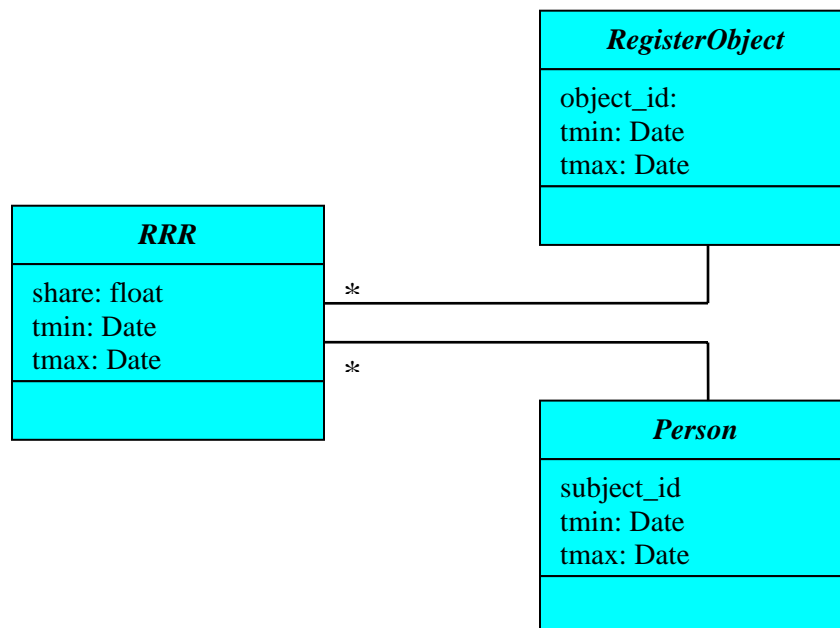 RegisterObject
object_id:
tmin: Date
tmax: Date
RRR
share: float
tmin: Date
tmax: Date
*
*
Person
subject_id
tmin: Date
tmax: Date